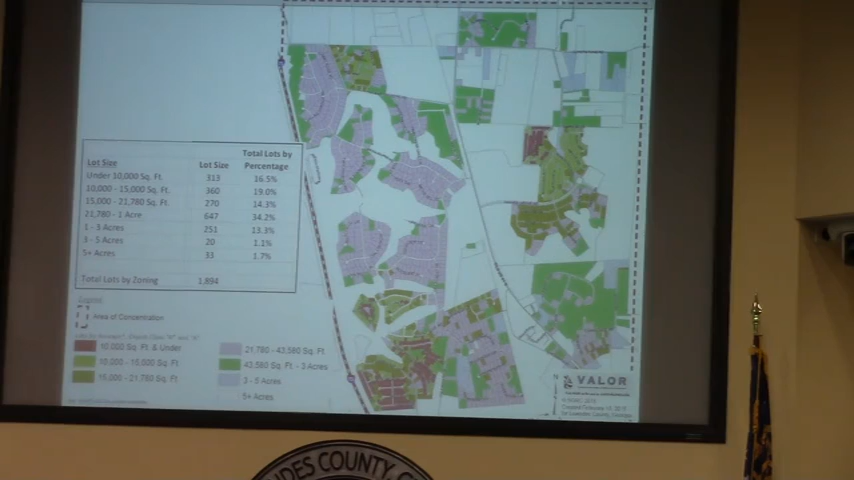 Total Lots by
Lot Size Lot Size Percentage
Under 10,000 Sq. Ft. 313 16.5%
10,000 - 15,000 Sq. Ft. 360 19.0%
15,000 - 21,780 Sq. Ft. 270 14.3%
21,780 - 1 Acre 647 34.2%
1 - 3 Acres 251 13.3%
3 - 5 Acres 20 1.1%
5+ Acres 33 1.7%
Total Lots by Zoning 1,894
Legend
Area of Concentration
10,000 Sq. Ft. & Under
10,000 - 15,000 Sq. Ft.
15,000 - 21,780 Sq. Ft.
21,780 - 43,560 Sq. Ft.
43,560 Sq. Ft. - 3 Acres
3 - 5 Acres
5+ Acres
VALOR
NDES COUNTY, G